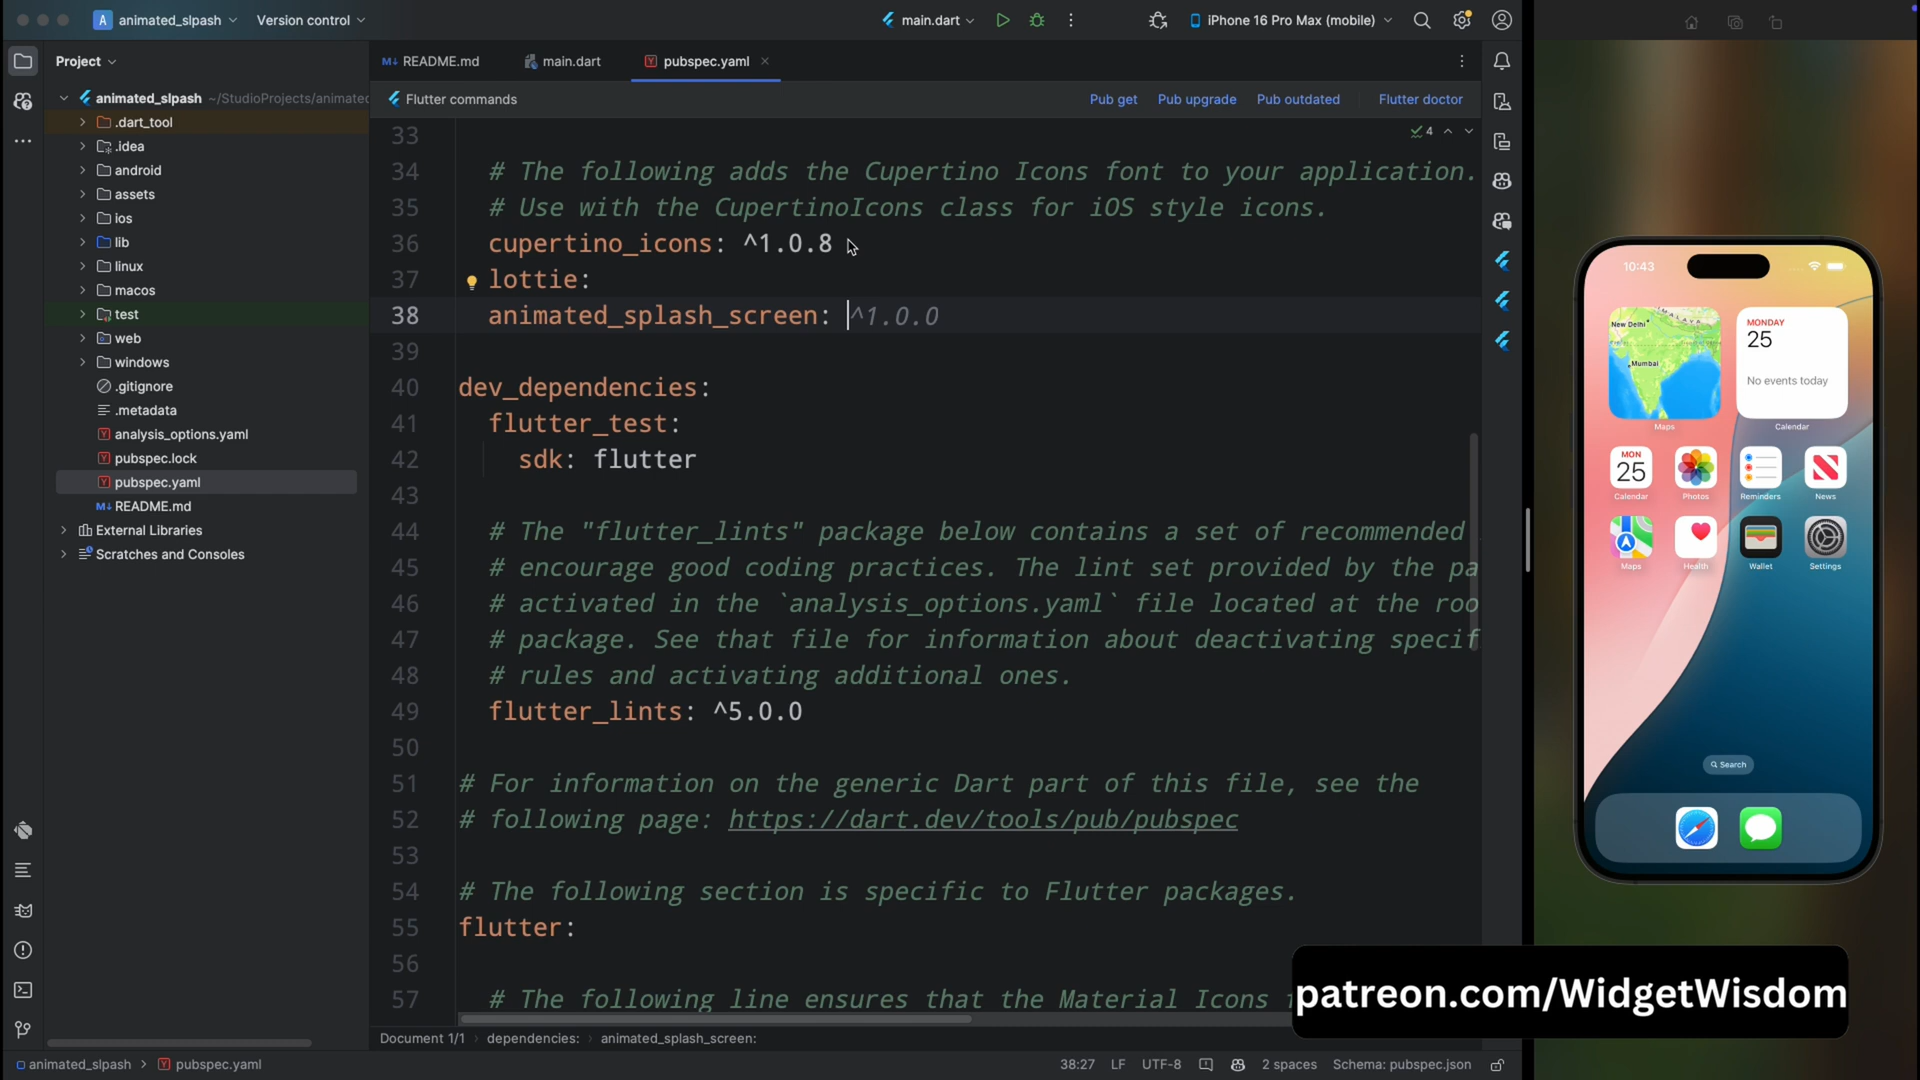 A animated_slpash
Version control
main.dart
iPhone 16 Pro Max (mobile)
Project
README.md
main.dart
pubspec.yaml
Flutter commands
Pub get
Pub upgrade
Pub outdated
Flutter doctor
animated_slpash ~/StudioProjects/animated
.dart_tool
.idea
android
assets
ios
lib
linux
macos
test
web
windows
.gitignore
.metadata
analysis_options.yaml
pubspec.lock
pubspec.yaml
README.md
External Libraries
Scratches and Consoles
4
33
34 # The following adds the Cupertino Icons font to your application.
35 # Use with the CupertinoIcons class for iOS style icons.
36 cupertino_icons: ^1.0.8
37 lottie:
38 animated_splash_screen: ^1.0.0
39
40 dev_dependencies:
41 flutter_test:
42 sdk: flutter
43
44 # The "flutter_lints" package below contains a set of recommended
45 # encourage good coding practices. The lint set provided by the pa
46 # activated in the `analysis_options.yaml` file located at the roo
47 # package. See that file for information about deactivating specif
48 # rules and activating additional ones.
49 flutter_lints: ^5.0.0
50
51 # For information on the generic Dart part of this file, see the
52 # following page: https://dart.dev/tools/pub/pubspec
53
54 # The following section is specific to Flutter packages.
55 flutter:
56
57 # The following line ensures that the Material Icons f
Document 1/1
dependencies:
animated_splash_screen:
animated_slpash
pubspec.yaml
38:27
LF
UTF-8
2 spaces
Schema: pubspec.json
10:43
New Delhi
Mumbai
Maps
MONDAY
25
No events today
Calendar
MON
25
Calendar
Photos
Reminders
News
Maps
Health
Wallet
Settings
Search
patreon.com/WidgetWisdom